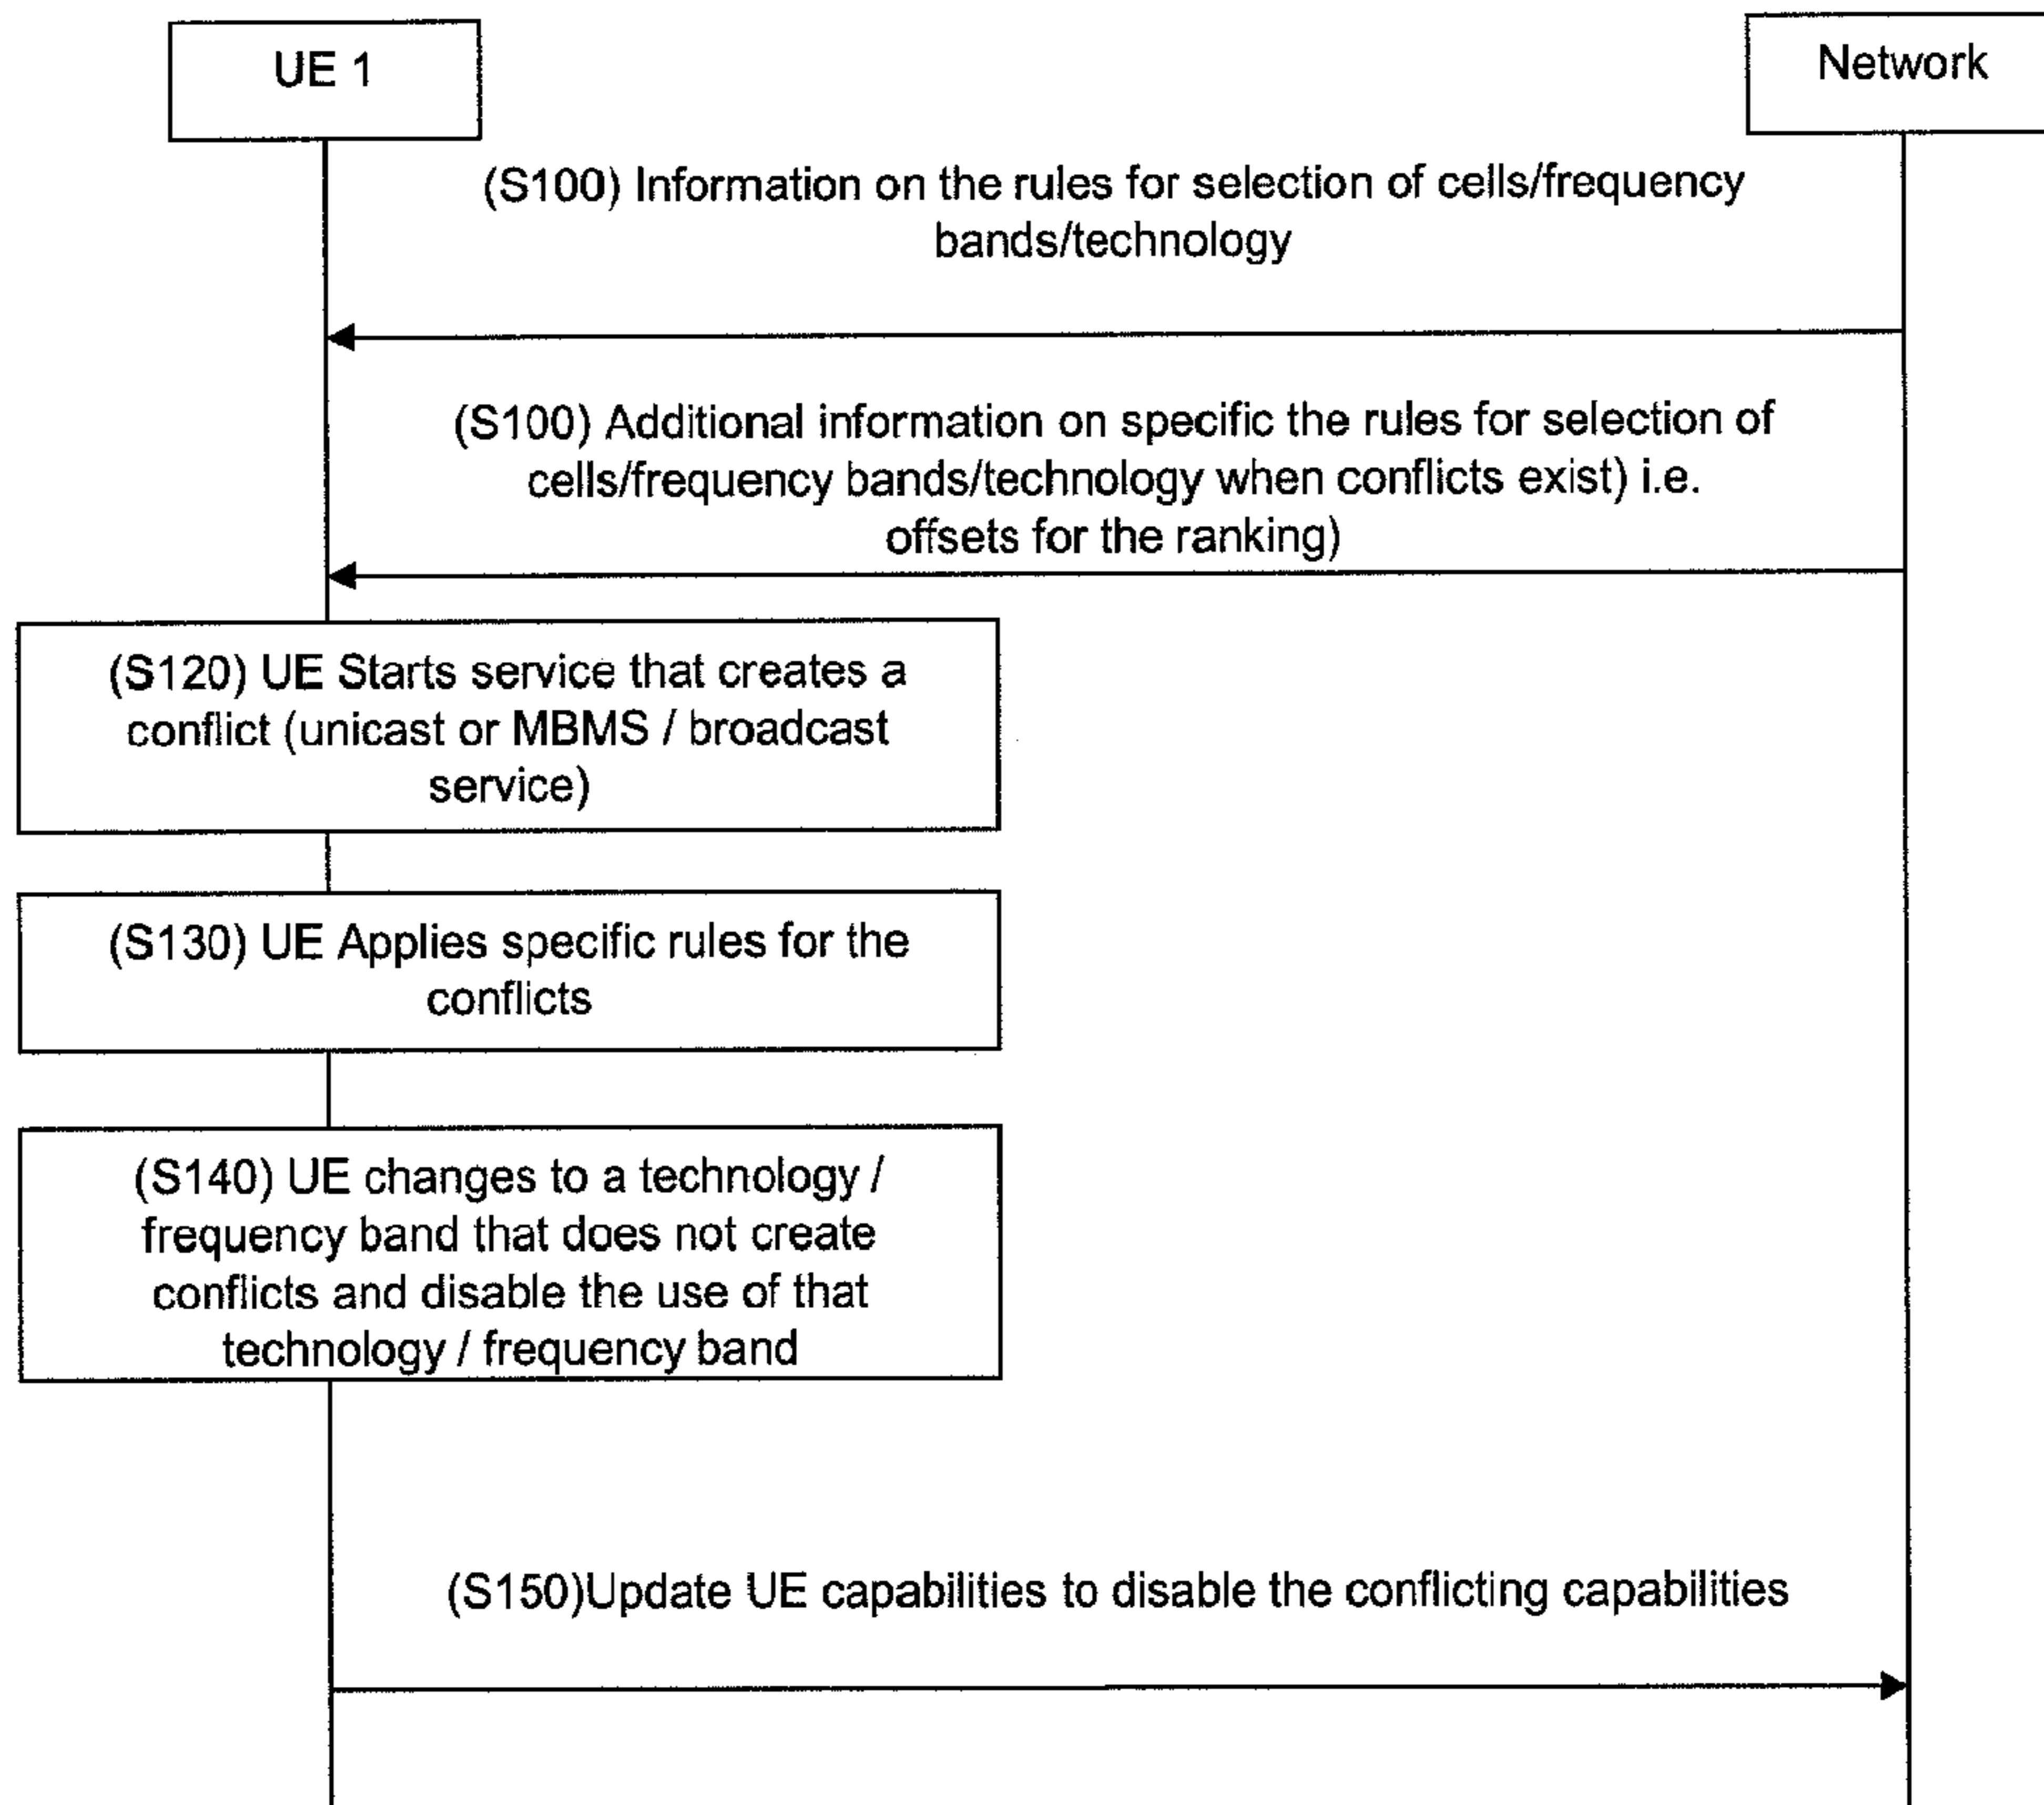 UE 1
Network
(S100) Information on the rules for selection of cells/frequency
bands/technology
(S100) Additional information on specific the rules for selection of
cells/frequency bands/technology when conflicts exist) i.e.
offsets for the ranking)
(S120) UE Starts service that creates a
conflict (unicast or MBMS / broadcast
service)
(S130) UE Applies specific rules for the
conflicts
(S140) UE changes to a technology /
frequency band that does not create
conflicts and disable the use of that
technology / frequency band
(S150)Update UE capabilities to disable the conflicting capabilities